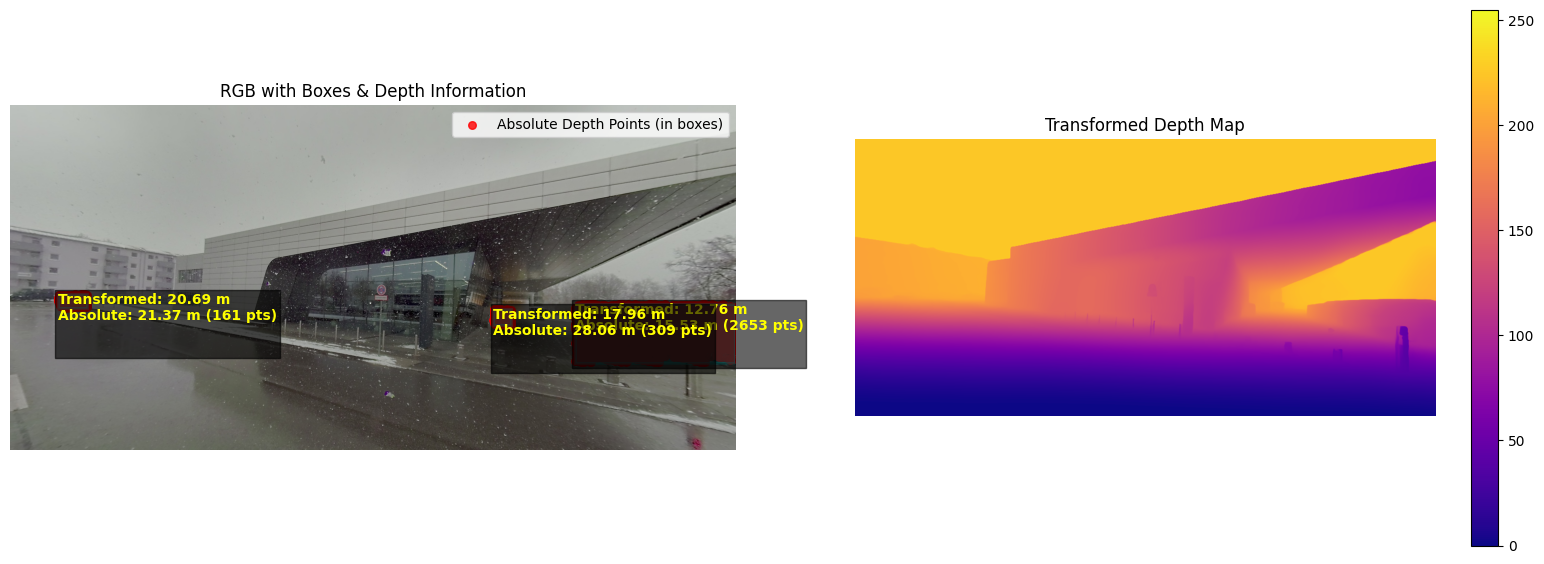 RGB with Boxes & Depth Information
Absolute Depth Points (in boxes)
Transformed: 20.69 m
Absolute: 21.37 m (161 pts)
Transformed: 17.96 m
Absolute: 28.06 m (309 pts)
Transformed: 12.76 m
m (2653 pts)
Transformed Depth Map
250
200
150
100
50
0